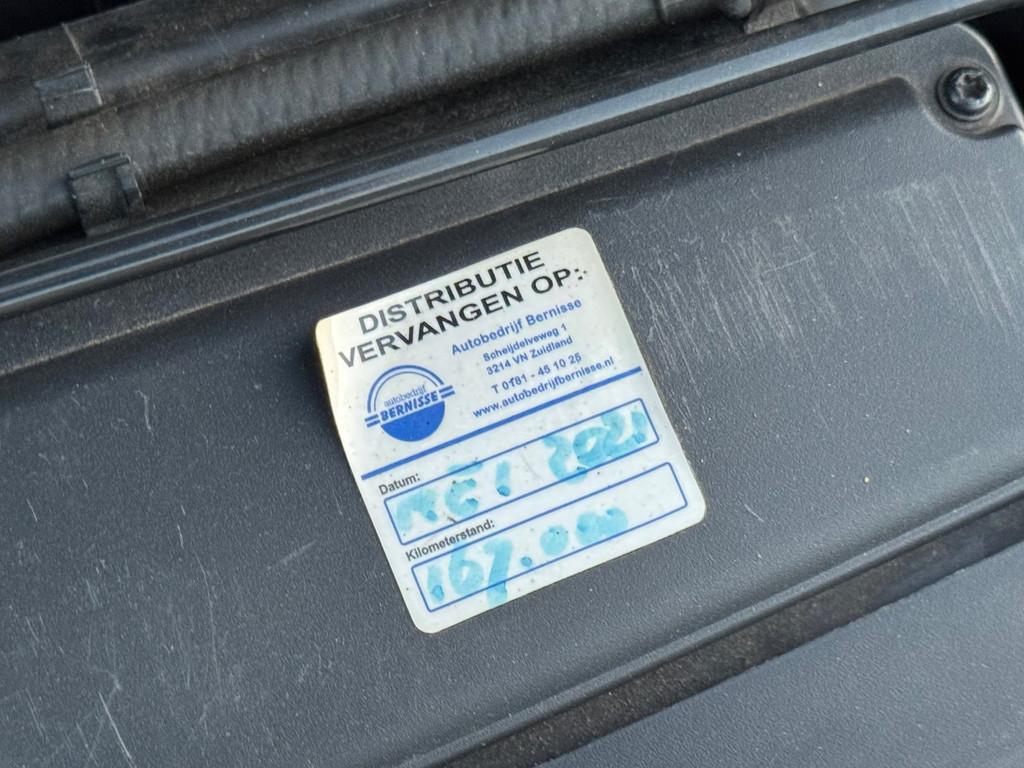 DISTRIBUTIE
VERVANGEN OP:
Autobedrijf Bernisse
Scheijdelveweg 1
3214 VN Zuidland
T 0181 - 45 10 25
www.autobedrijfbernisse.nl
autobedrijf
BERNISSE
Datum:
MEI 2021
Kilometerstand:
167.000